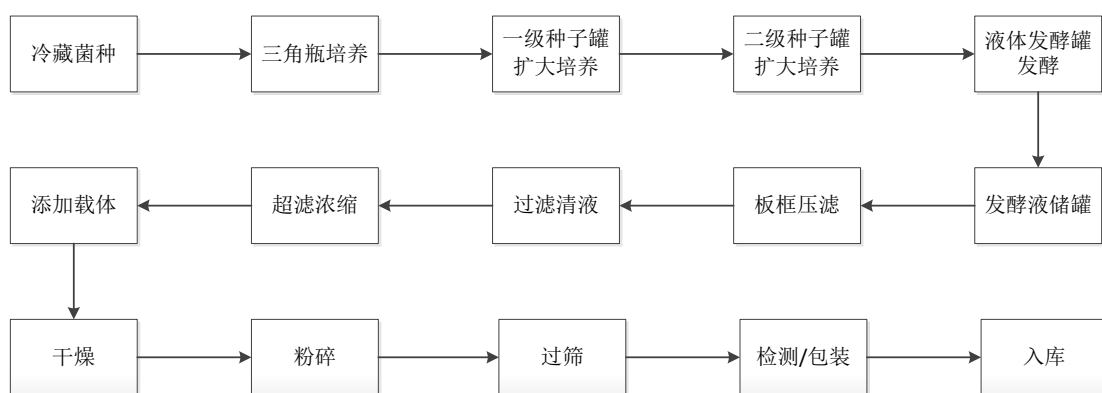 冷藏菌种
三角瓶培养
一级种子罐
扩大培养
二级种子罐
扩大培养
液体发酵罐
发酵
添加载体
超滤浓缩
过滤清液
板框压滤
发酵液储罐
干燥
粉碎
过筛
检测/包装
入库